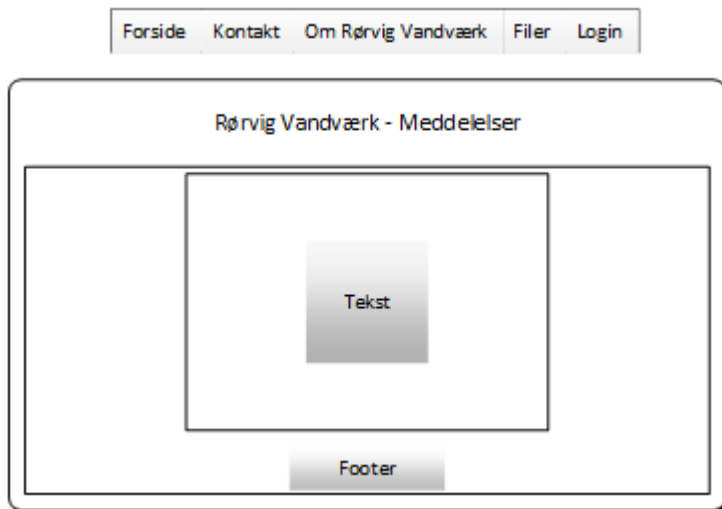 Forside Kontakt Om Rørvig Vandværk Filer Login
Rørvig Vandværk - Meddelelser
Tekst
Footer